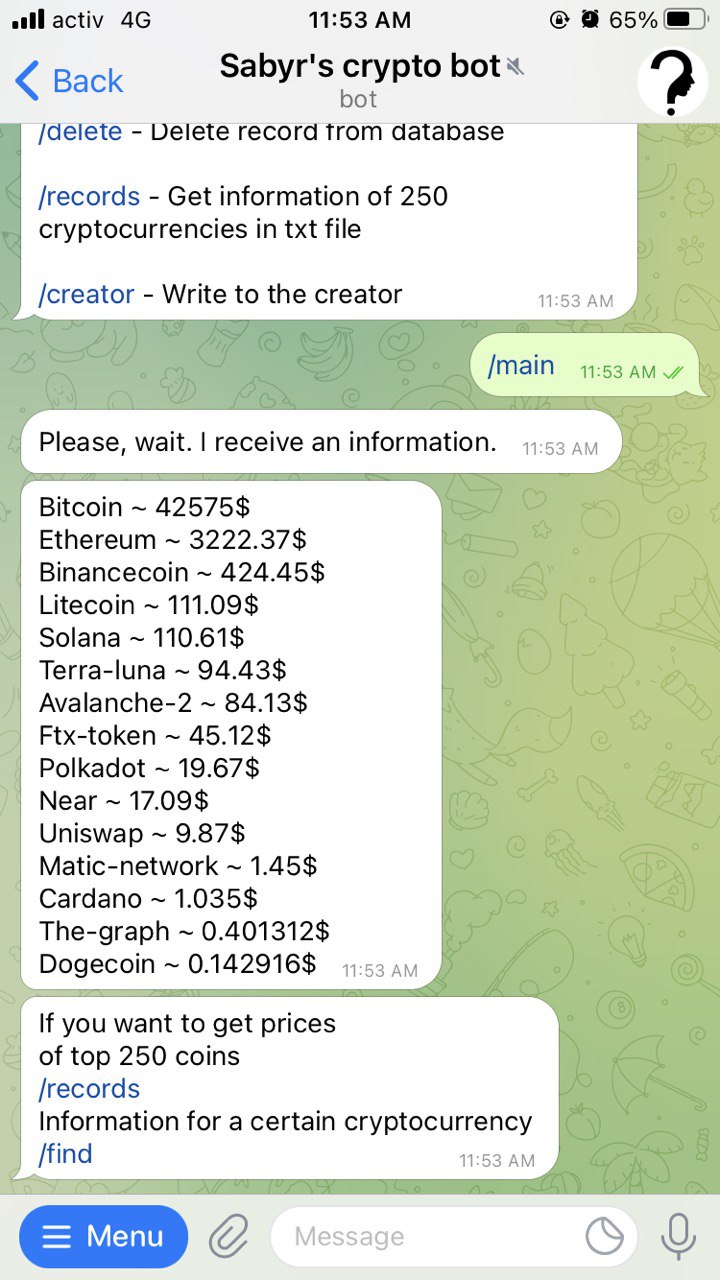 activ 4G 11:53 AM 65%
Back Sabyr's crypto bot
bot
/delete - Delete record from database
/records - Get information of 250
cryptocurrencies in txt file
/creator - Write to the creator 11:53 AM
/main 11:53 AM
Please, wait. I receive an information. 11:53 AM
Bitcoin ~ 42575$
Ethereum ~ 3222.37$
Binancecoin ~ 424.45$
Litecoin ~ 111.09$
Solana ~ 110.61$
Terra-luna ~ 94.43$
Avalanche-2 ~ 84.13$
Ftx-token ~ 45.12$
Polkadot ~ 19.67$
Near ~ 17.09$
Uniswap ~ 9.87$
Matic-network ~ 1.45$
Cardano ~ 1.035$
The-graph ~ 0.401312$
Dogecoin ~ 0.142916$ 11:53 AM
If you want to get prices
of top 250 coins
/records
Information for a certain cryptocurrency
/find 11:53 AM
Menu Message